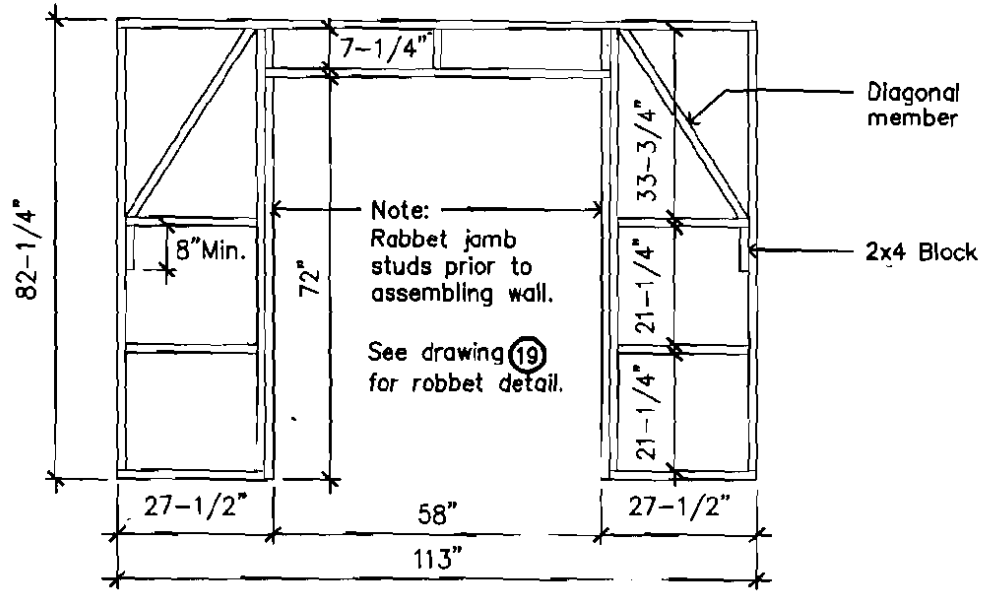 7-1/4"
Diagonal
member
33-3/4"
82-1/4"
Note:
Rabbet jamb
studs prior to
assembling wall.
8"Min.
72"
2x4 Block
21-1/4"
See drawing 19
for robbet detail.
21-1/4"
27-1/2"
58"
27-1/2"
113"